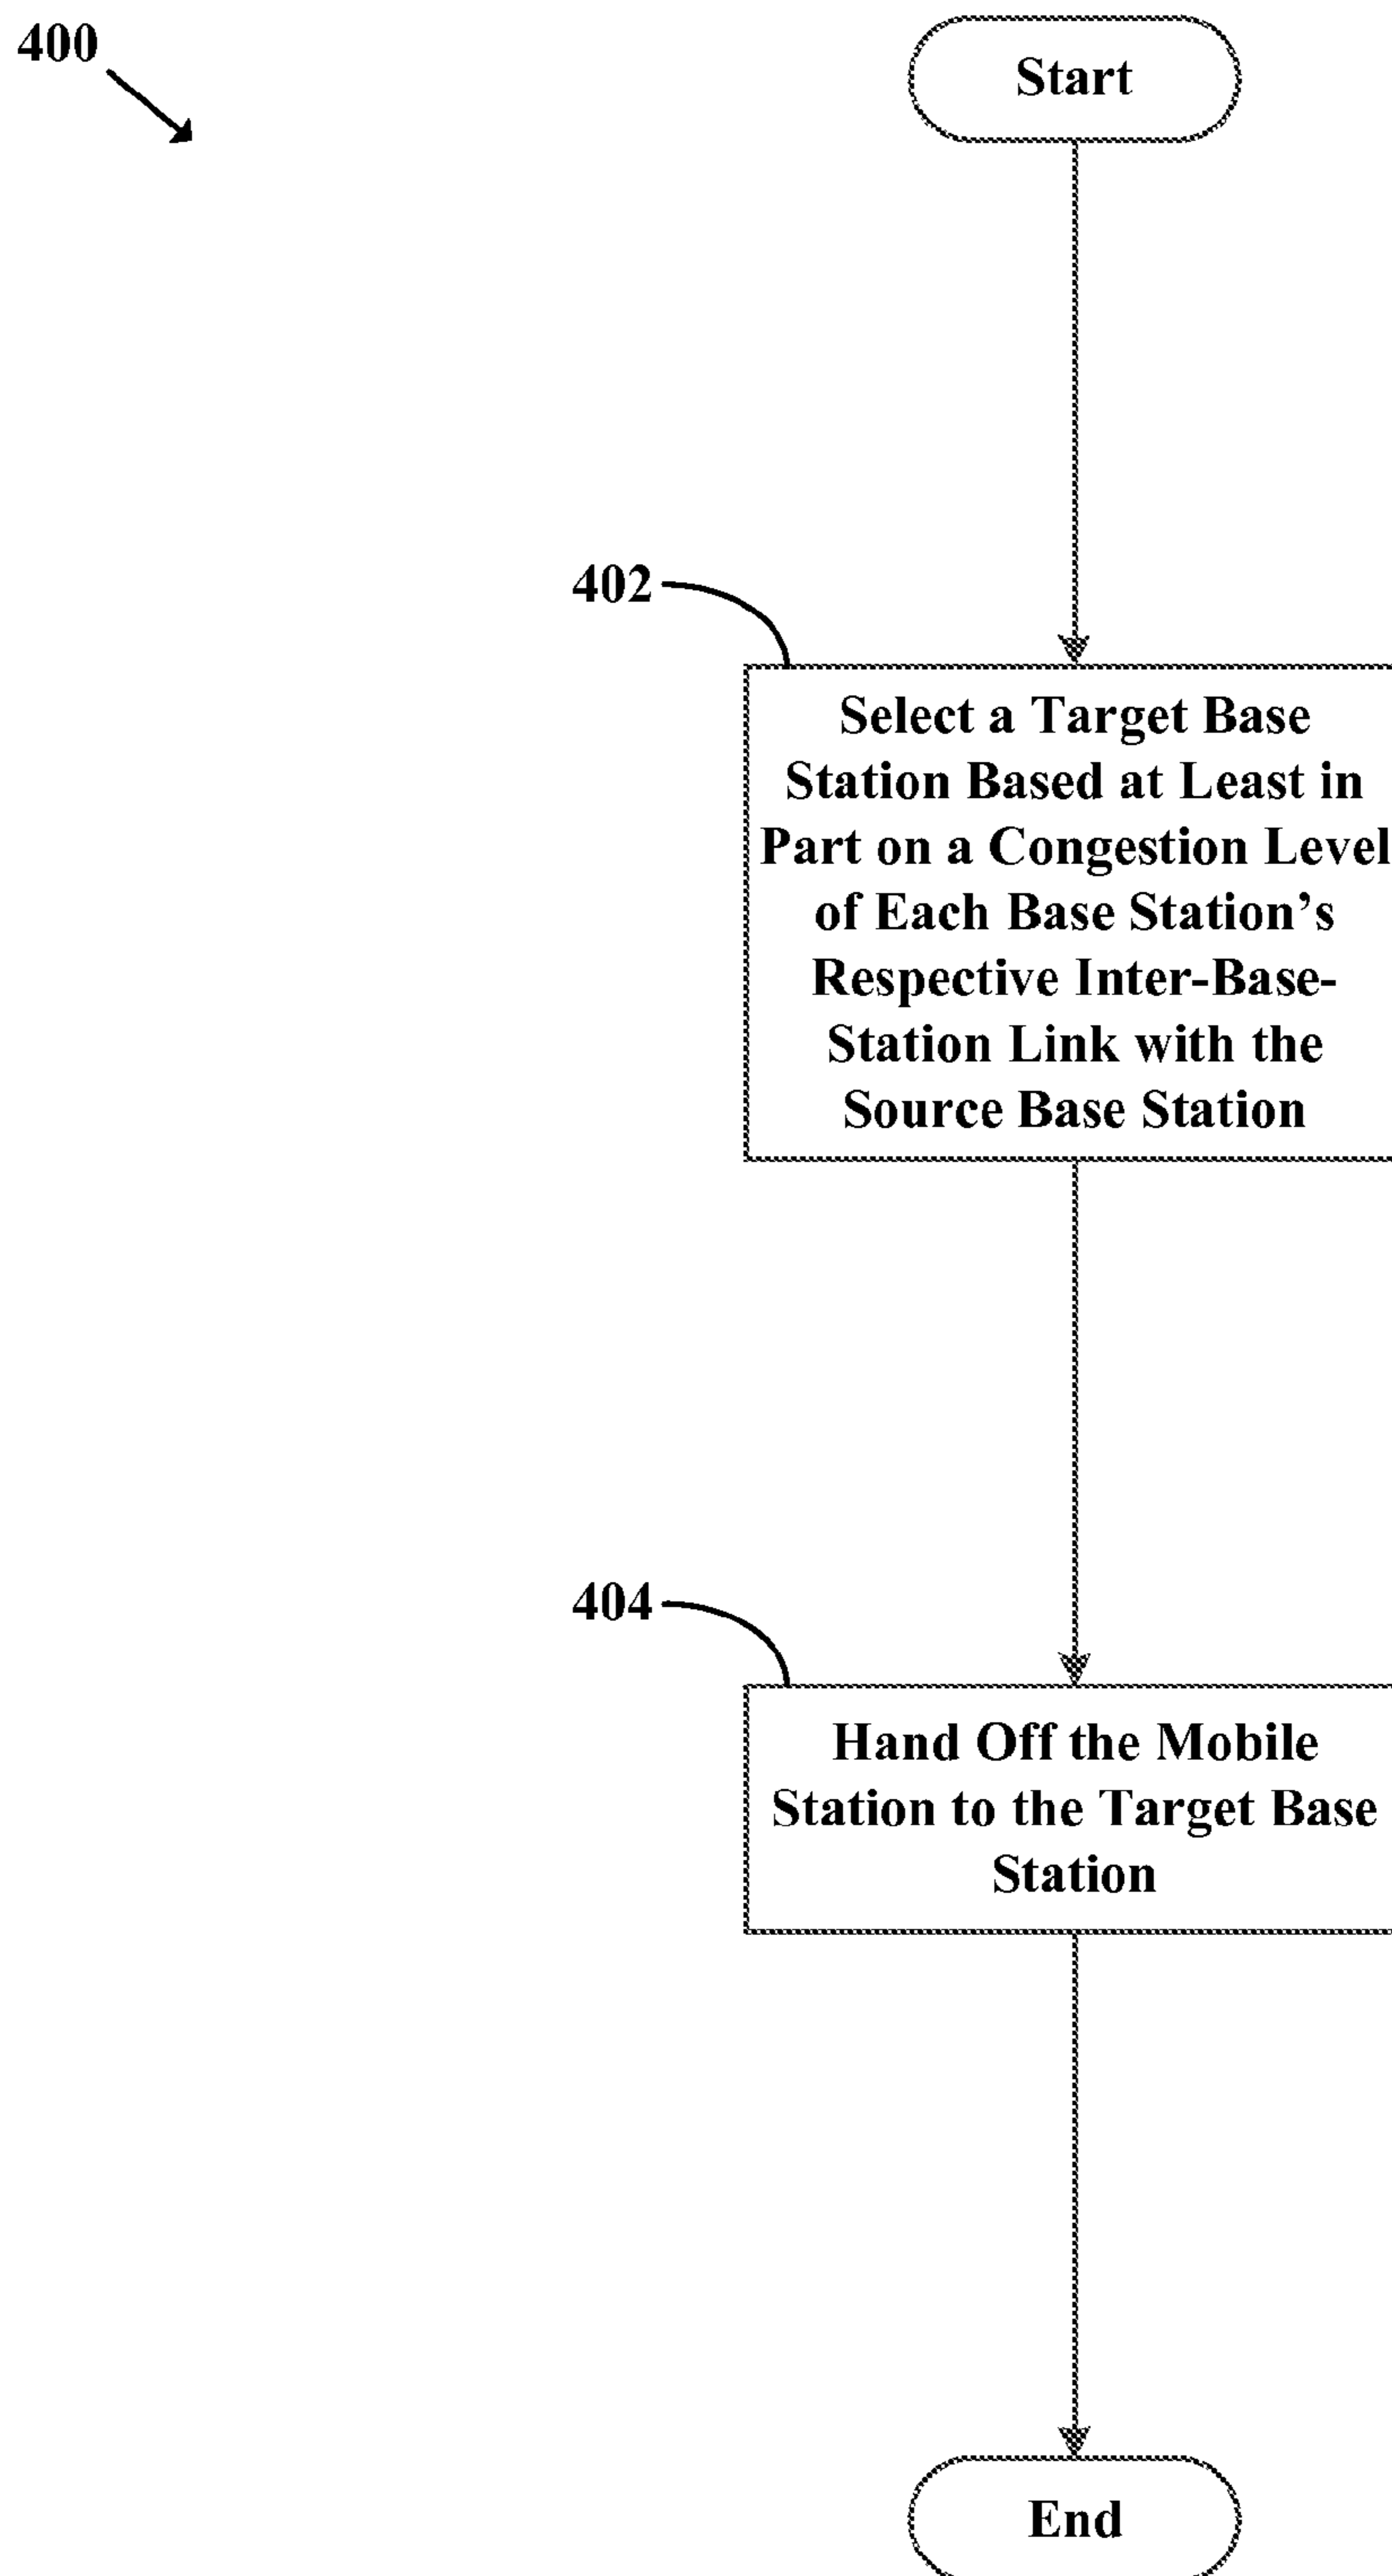 400
Start
402
Select a Target Base
Station Based at Least in
Part on a Congestion Level
of Each Base Station’s
Respective Inter-Base-
Station Link with the
Source Base Station
404
Hand Off the Mobile
Station to the Target Base
Station
End